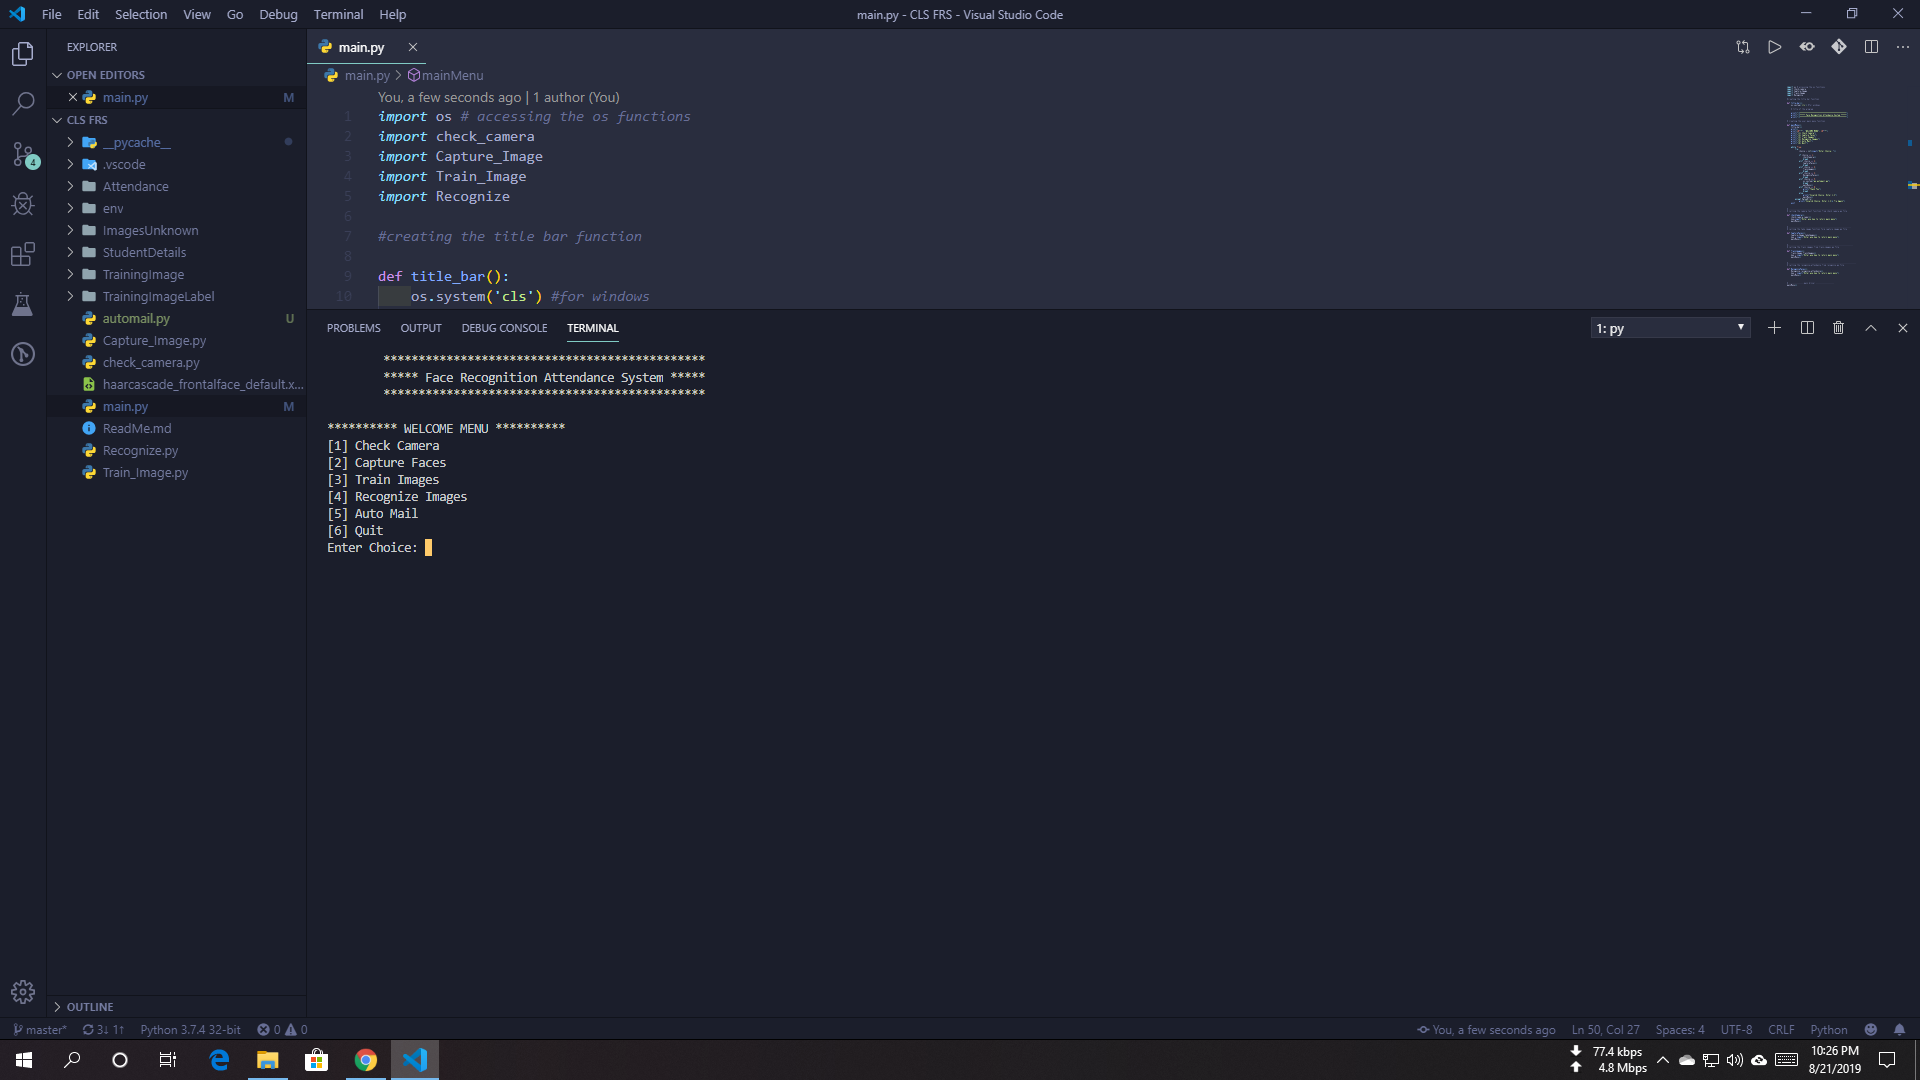 File Edit Selection View Go Debug Terminal Help
main.py - CLS FRS - Visual Studio Code
EXPLORER
OPEN EDITORS
main.py M
CLS FRS
__pycache__
.vscode
Attendance
env
ImagesUnknown
StudentDetails
TrainingImage
TrainingImageLabel
automail.py U
Capture_Image.py
check_camera.py
haarcascade_frontalface_default.x...
main.py M
ReadMe.md
Recognize.py
Train_Image.py
OUTLINE
4
main.py
main.py > mainMenu
You, a few seconds ago | 1 author (You)
1 import os # accessing the os functions
2 import check_camera
3 import Capture_Image
4 import Train_Image
5 import Recognize
6
7 #creating the title bar function
8
9 def title_bar():
10 os.system('cls') #for windows
PROBLEMS OUTPUT DEBUG CONSOLE TERMINAL
1: py
**********************************************
***** Face Recognition Attendance System *****
**********************************************
********** WELCOME MENU **********
[1] Check Camera
[2] Capture Faces
[3] Train Images
[4] Recognize Images
[5] Auto Mail
[6] Quit
Enter Choice:
master* 3↓ 1↑ Python 3.7.4 32-bit 0 0
You, a few seconds ago Ln 50, Col 27 Spaces: 4 UTF-8 CRLF Python
77.4 kbps
4.8 Mbps
10:26 PM
8/21/2019